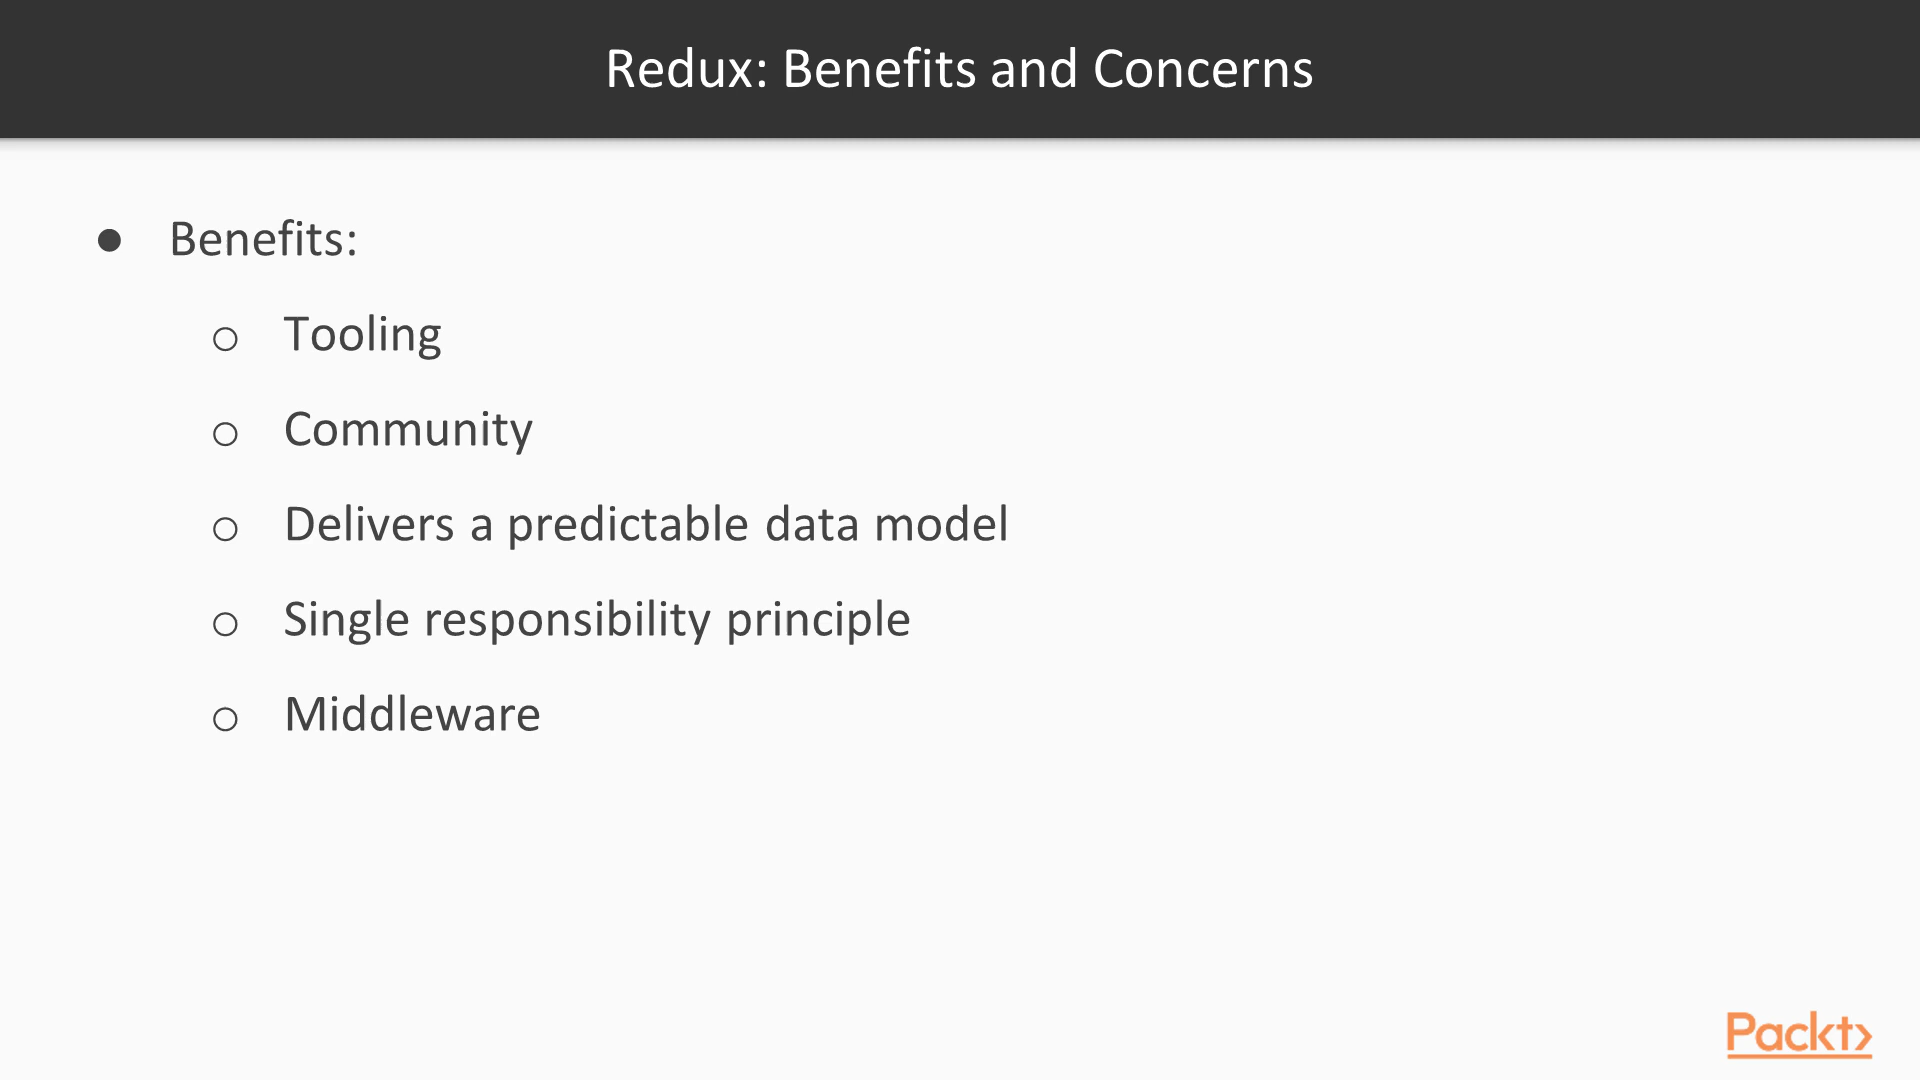 Redux: Benefits and Concerns
● Benefits:
○ Tooling
○ Community
○ Delivers a predictable data model
○ Single responsibility principle
○ Middleware
Packt>